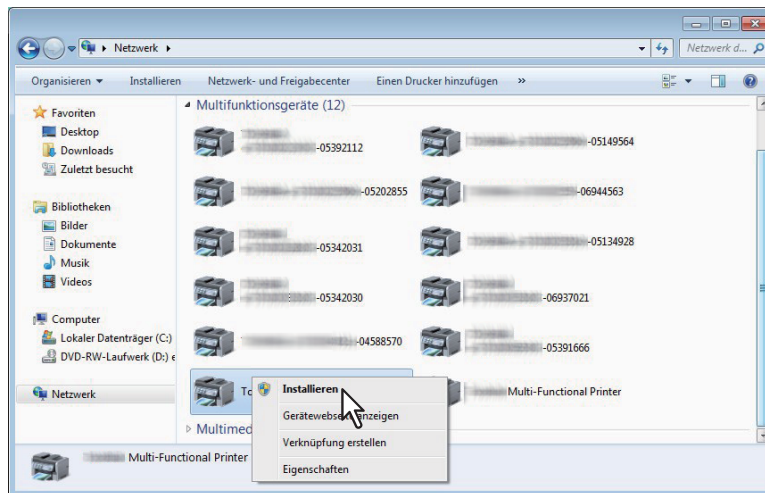 Netzwerk
Netzwerk d...
Organisieren
Installieren
Netzwerk- und Freigabecenter
Einen Drucker hinzufügen
»
Favoriten
Desktop
Downloads
Zuletzt besucht
Bibliotheken
Bilder
Dokumente
Musik
Videos
Computer
Lokaler Datenträger (C:)
DVD-RW-Laufwerk (D:) e
Netzwerk
Multifunktionsgeräte (12)
-05392112
-05149564
-05202855
-06944563
-05342031
-05134928
-05342030
-06937021
-04588570
-05391666
To
Multi-Functional Printer
Installieren
Gerätewebseite anzeigen
Verknüpfung erstellen
Eigenschaften
Multimed
Multi-Functional Printer